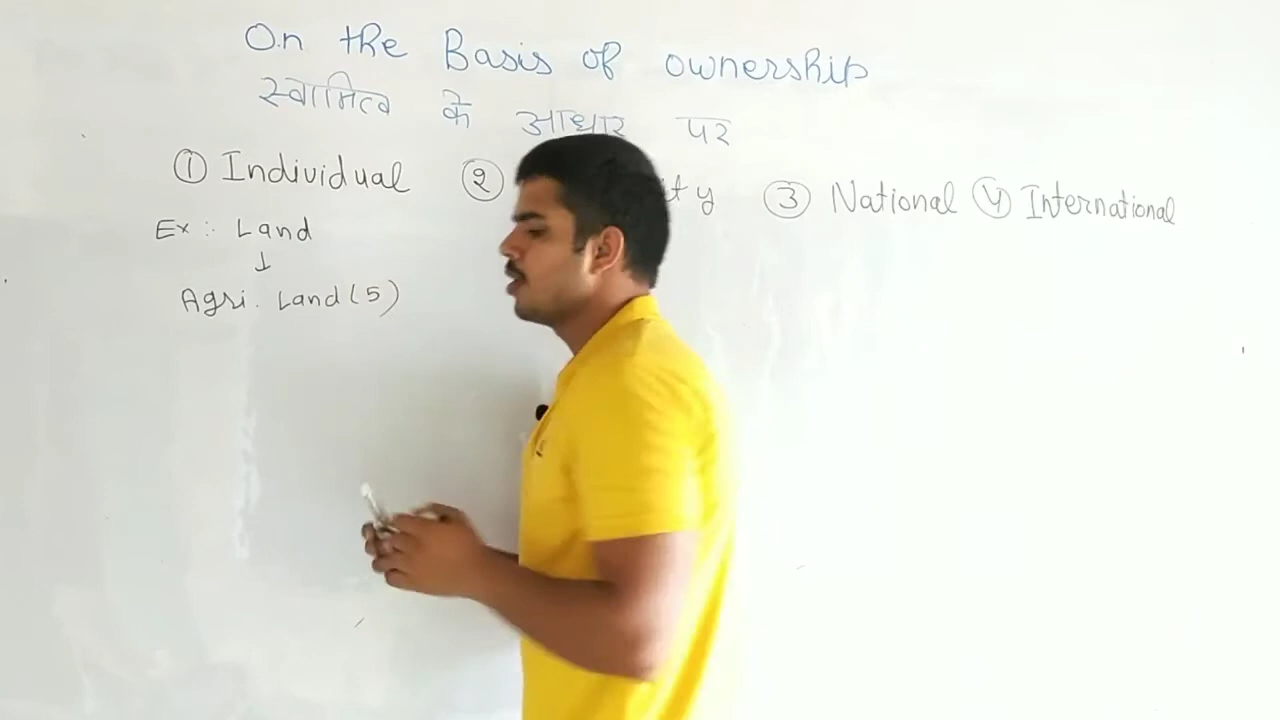 On the Basis of ownership
स्वामित्व के आधार पर
① Individual ② ity ③ National ④ International
Ex :- Land
↓
Agri. Land (5)